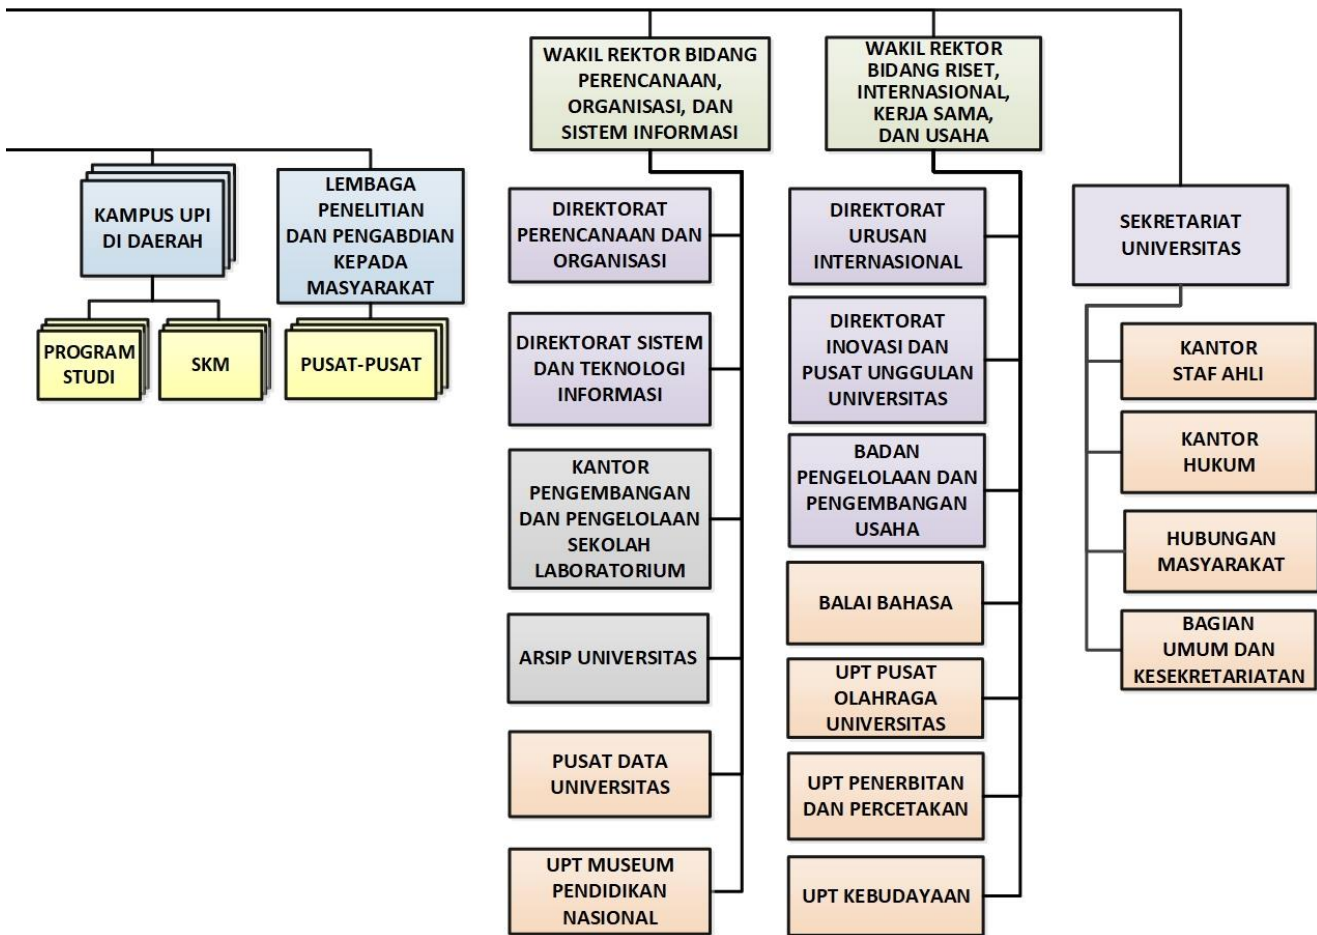 WAKIL REKTOR BIDANG
PERENCANAAN,
ORGANISASI, DAN
SISTEM INFORMASI
WAKIL REKTOR
BIDANG RISET,
INTERNASIONAL,
KERJA SAMA,
DAN USAHA
KAMPUS UPI
DI DAERAH
PROGRAM
STUDI
SKM
LEMBAGA
PENELITIAN
DAN PENGABDIAN
KEPADA
MASYARAKAT
PUSAT-PUSAT
DIREKTORAT
PERENCANAAN DAN
ORGANISASI
DIREKTORAT SISTEM
DAN TEKNOLOGI
INFORMASI
KANTOR
PENGEMBANGAN
DAN PENGELOLAAN
SEKOLAH
LABORATORIUM
ARSIP UNIVERSITAS
PUSAT DATA
UNIVERSITAS
UPT MUSEUM
PENDIDIKAN
NASIONAL
DIREKTORAT
URUSAN
INTERNASIONAL
DIREKTORAT
INOVASI DAN
PUSAT UNGGULAN
UNIVERSITAS
BADAN
PENGELOLAAN DAN
PENGEMBANGAN
USAHA
BALAI BAHASA
UPT PUSAT
OLAHRAGA
UNIVERSITAS
UPT PENERBITAN
DAN PERCETAKAN
UPT KEBUDAYAAN
SEKRETARIAT
UNIVERSITAS
KANTOR
STAF AHLI
KANTOR
HUKUM
HUBUNGAN
MASYARAKAT
BAGIAN
UMUM DAN
KESEKRETARIATAN